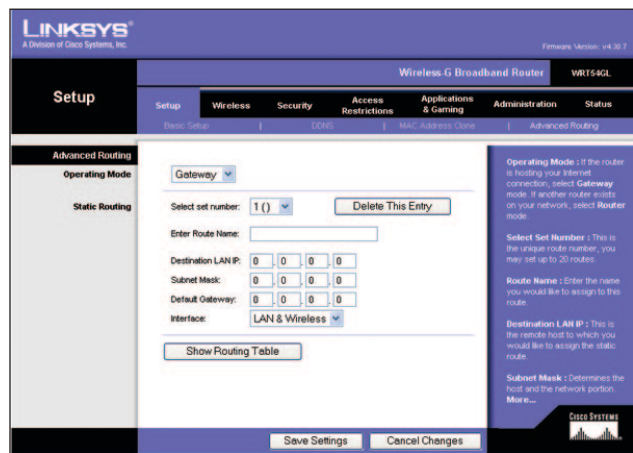 LINKSYS®
A Division of Cisco Systems, Inc.
Firmware Version: v4.30.7
Wireless-G Broadband Router WRT54GL
Setup
Setup Wireless Security Access Restrictions Applications & Gaming Administration Status
Basic Setup | DDNS | MAC Address Clone | Advanced Routing
Advanced Routing
Operating Mode
Gateway
Static Routing
Select set number: 1 () Delete This Entry
Enter Route Name:
Destination LAN IP: 0 . 0 . 0 . 0
Subnet Mask: 0 . 0 . 0 . 0
Default Gateway: 0 . 0 . 0 . 0
Interface: LAN & Wireless
Show Routing Table
Operating Mode : If the router
is hosting your Internet
connection, select Gateway
mode. If another router exists
on your network, select Router
mode.
Select Set Number : This is
the unique route number, you
may set up to 20 routes.
Route Name : Enter the name
you would like to assign to this
route.
Destination LAN IP : This is
the remote host to which you
would like to assign the static
route.
Subnet Mask : Determines the
host and the network portion.
More...
Save Settings Cancel Changes
CISCO SYSTEMS